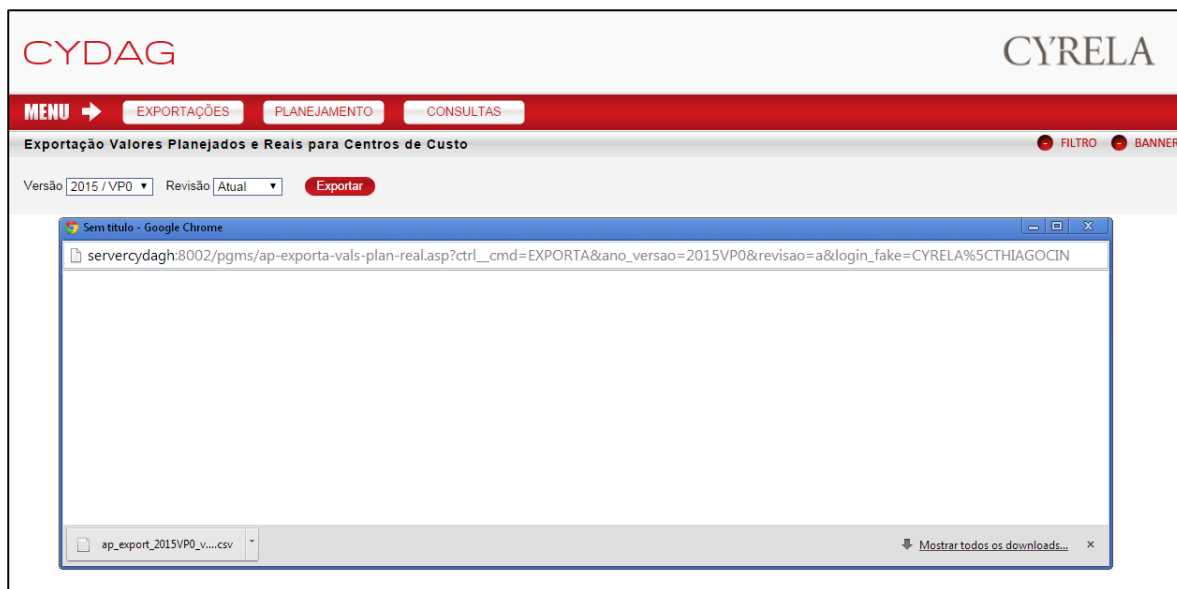 CYDAG
CYRELA
MENU EXPORTAÇÕES PLANEJAMENTO CONSULTAS
Exportação Valores Planejados e Reais para Centros de Custo FILTRO BANNER
Versão 2015 / VP0 Revisão Atual Exportar
Sem título - Google Chrome
servercydagh:8002/pgms/ap-exporta-vals-plan-real.asp?ctrl__cmd=EXPORTA&ano_versao=2015VP0&revisao=a&login_fake=CYRELA%5CTHIAGOCIN
ap_export_2015VP0_v....csv Mostrar todos os downloads...